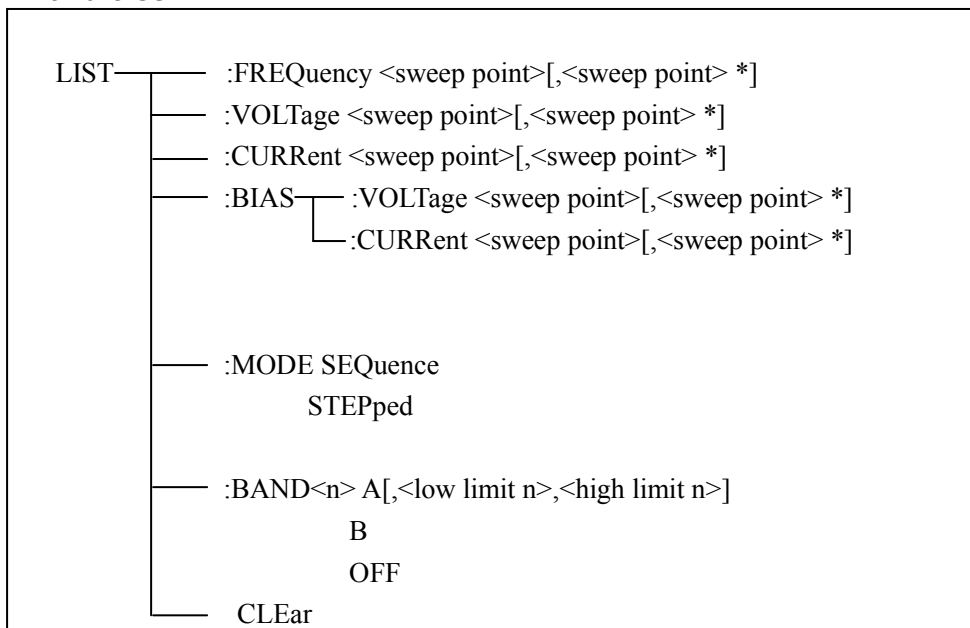 LIST :FREQuency <sweep point>[,<sweep point> *]
:VOLTage <sweep point>[,<sweep point> *]
:CURRent <sweep point>[,<sweep point> *]
:BIAS :VOLTage <sweep point>[,<sweep point> *]
:CURRent <sweep point>[,<sweep point> *]
:MODE SEQuence
STEPped
:BAND<n> A[,<low limit n>,<high limit n>]
B
OFF
CLEar